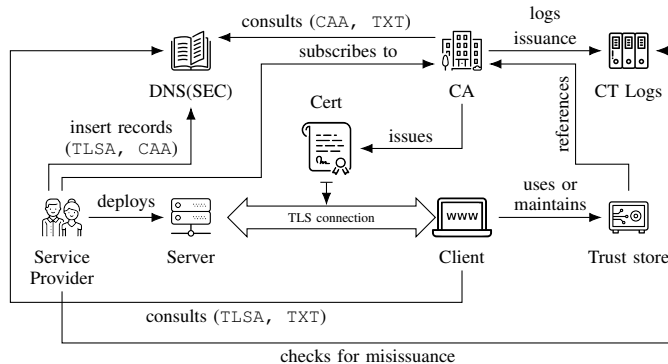 consults (CAA, TXT)
logs
issuance
subscribes to
DNS(SEC)
CA
CT Logs
Cert
insert records
(TLSA, CAA)
issues
references
deploys
TLS connection
www
uses or
maintains
Service
Provider
Server
Client
Trust store
consults (TLSA, TXT)
checks for misissuance